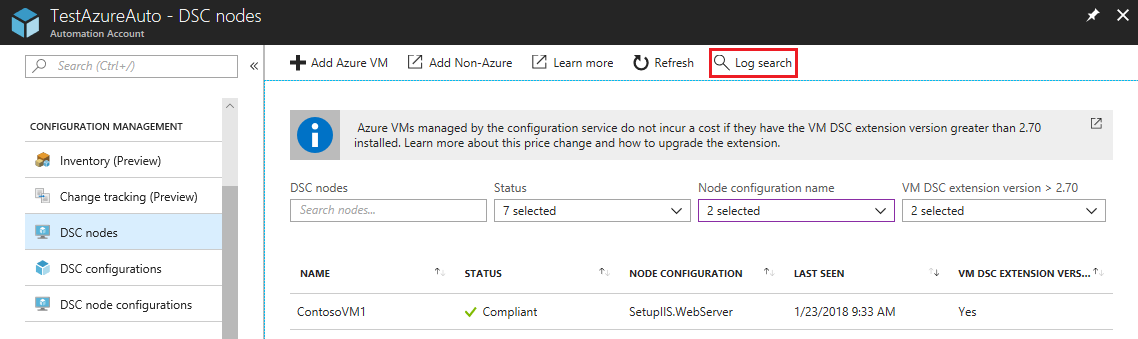 TestAzureAuto - DSC nodes
Automation Account
Search (Ctrl+/)
CONFIGURATION MANAGEMENT
Inventory (Preview)
Change tracking (Preview)
DSC nodes
DSC configurations
DSC node configurations
Add Azure VM
Add Non-Azure
Learn more
Refresh
Log search
Azure VMs managed by the configuration service do not incur a cost if they have the VM DSC extension version greater than 2.70
installed. Learn more about this price change and how to upgrade the extension.
DSC nodes
Search nodes...
Status
7 selected
Node configuration name
2 selected
VM DSC extension version > 2.70
2 selected
NAME STATUS NODE CONFIGURATION LAST SEEN VM DSC EXTENSION VERS...
ContosoVM1 Compliant SetupIIS.WebServer 1/23/2018 9:33 AM Yes